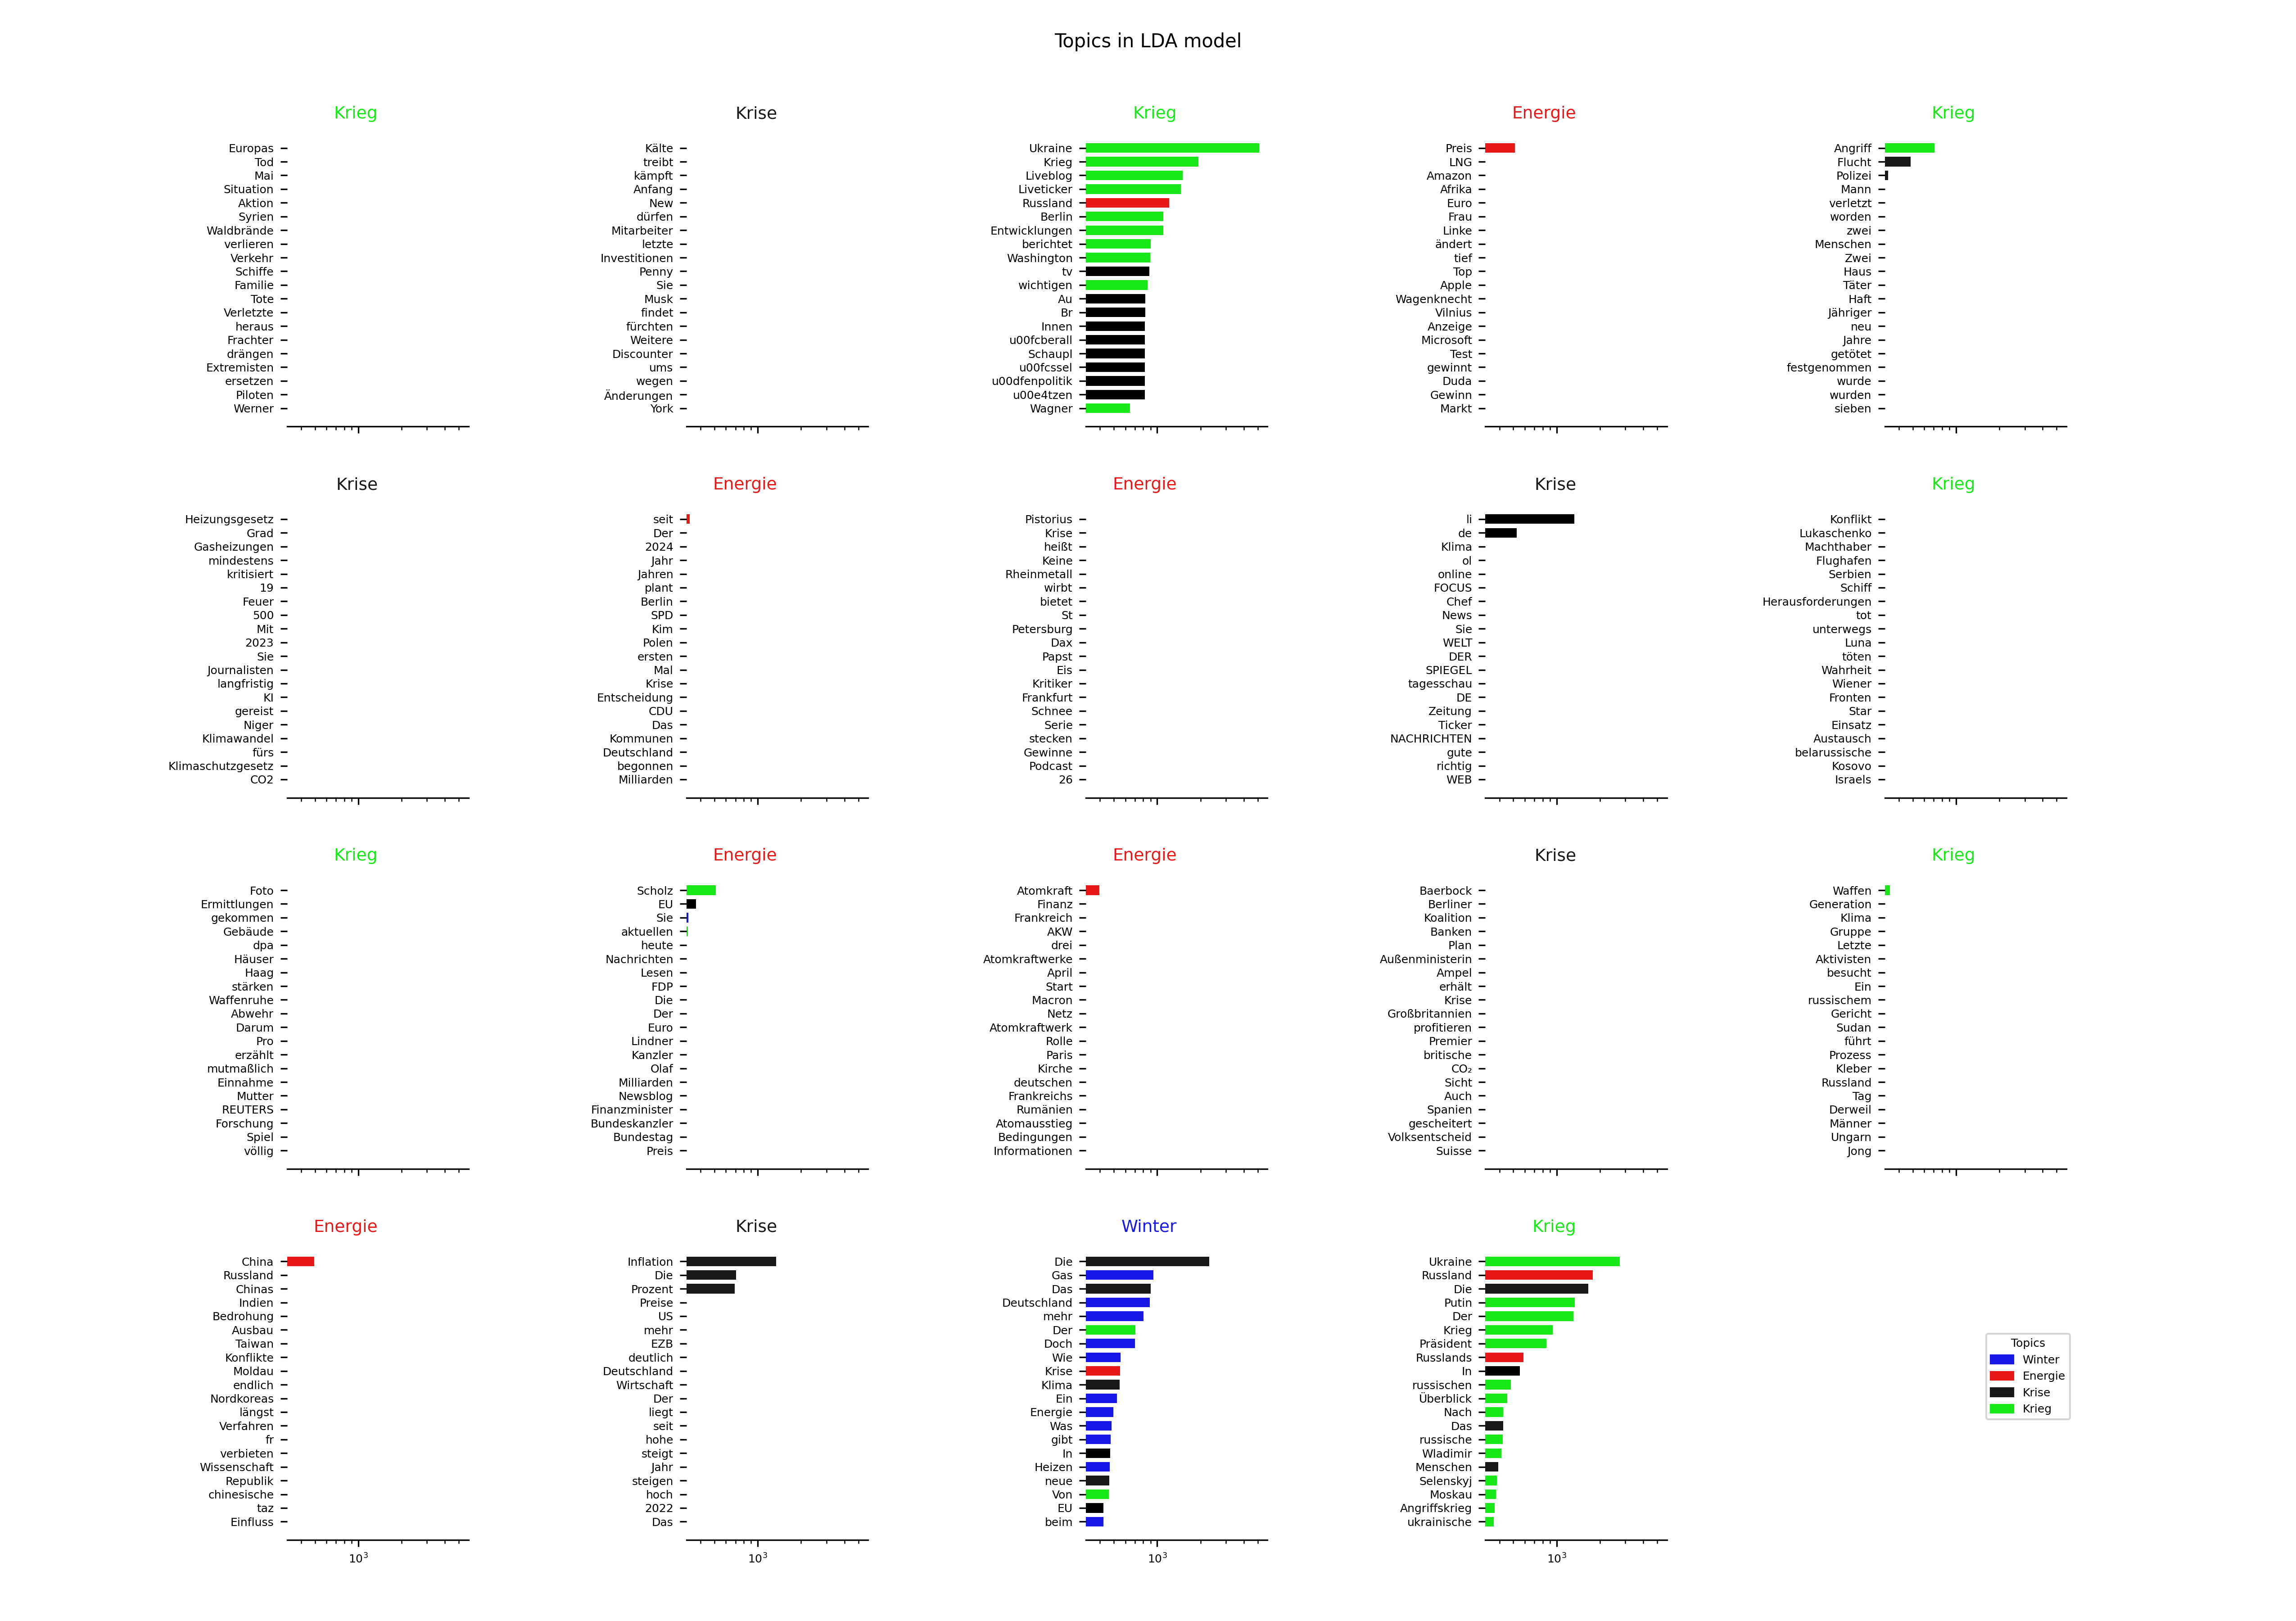 Topics in LDA model
Krieg
Europas
Tod
Mai
Situation
Aktion
Syrien
Waldbrände
verlieren
Verkehr
Schiffe
Familie
Tote
Verletzte
heraus
Frachter
drängen
Extremisten
ersetzen
Piloten
Werner
Krise
Kälte
treibt
kämpft
Anfang
New
dürfen
Mitarbeiter
letzte
Investitionen
Penny
Sie
Musk
findet
fürchten
Weitere
Discounter
ums
wegen
Änderungen
York
Krieg
Ukraine
Krieg
Liveblog
Liveticker
Russland
Berlin
Entwicklungen
berichtet
Washington
tv
wichtigen
Au
Br
Innen
u00fcberall
Schaupl
u00fcssel
u00dfenpolitik
u00e4tzen
Wagner
Energie
Preis
LNG
Amazon
Afrika
Euro
Frau
Linke
ändert
tief
Top
Apple
Wagenknecht
Vilnius
Anzeige
Microsoft
Test
gewinnt
Duda
Gewinn
Markt
Krieg
Angriff
Flucht
Polizei
Mann
verletzt
worden
zwei
Menschen
Zwei
Haus
Täter
Haft
Jähriger
neu
Jahre
getötet
festgenommen
wurde
wurden
sieben
Krise
Heizungsgesetz
Grad
Gasheizungen
mindestens
kritisiert
19
Feuer
500
Mit
2023
Sie
Journalisten
langfristig
KI
gereist
Niger
Klimawandel
fürs
Klimaschutzgesetz
CO2
Energie
seit
Der
2024
Jahr
Jahren
plant
Berlin
SPD
Kim
Polen
ersten
Mal
Krise
Entscheidung
CDU
Das
Kommunen
Deutschland
begonnen
Milliarden
Energie
Pistorius
Krise
heißt
Keine
Rheinmetall
wirbt
bietet
St
Petersburg
Dax
Papst
Eis
Kritiker
Frankfurt
Schnee
Serie
stecken
Gewinne
Podcast
26
Krise
li
de
Klima
ol
online
FOCUS
Chef
News
Sie
WELT
DER
SPIEGEL
tagesschau
DE
Zeitung
Ticker
NACHRICHTEN
gute
richtig
WEB
Krieg
Konflikt
Lukaschenko
Machthaber
Flughafen
Serbien
Schiff
Herausforderungen
tot
unterwegs
Luna
töten
Wahrheit
Wiener
Fronten
Star
Einsatz
Austausch
belarussische
Kosovo
Israels
Krieg
Foto
Ermittlungen
gekommen
Gebäude
dpa
Häuser
Haag
stärken
Waffenruhe
Abwehr
Darum
Pro
erzählt
mutmaßlich
Einnahme
Mutter
REUTERS
Forschung
Spiel
völlig
Energie
Scholz
EU
Sie
aktuellen
heute
Nachrichten
Lesen
FDP
Die
Der
Euro
Lindner
Kanzler
Olaf
Milliarden
Newsblog
Finanzminister
Bundeskanzler
Bundestag
Preis
Energie
Atomkraft
Finanz
Frankreich
AKW
drei
Atomkraftwerke
April
Start
Macron
Netz
Atomkraftwerk
Rolle
Paris
Kirche
deutschen
Frankreichs
Rumänien
Atomausstieg
Bedingungen
Informationen
Krise
Baerbock
Berliner
Koalition
Banken
Plan
Außenministerin
Ampel
erhält
Krise
Großbritannien
profitieren
Premier
britische
CO₂
Sicht
Auch
Spanien
gescheitert
Volksentscheid
Suisse
Krieg
Waffen
Generation
Klima
Gruppe
Letzte
Aktivisten
besucht
Ein
russischem
Gericht
Sudan
führt
Prozess
Kleber
Russland
Tag
Derweil
Männer
Ungarn
Jong
Energie
China
Russland
Chinas
Indien
Bedrohung
Ausbau
Taiwan
Konflikte
Moldau
endlich
Nordkoreas
längst
Verfahren
fr
verbieten
Wissenschaft
Republik
chinesische
taz
Einfluss
10³
Krise
Inflation
Die
Prozent
Preise
US
mehr
EZB
deutlich
Deutschland
Wirtschaft
Der
liegt
seit
hohe
steigt
Jahr
steigen
hoch
2022
Das
10³
Winter
Die
Gas
Das
Deutschland
mehr
Der
Doch
Wie
Krise
Klima
Ein
Energie
Was
gibt
In
Heizen
neue
Von
EU
beim
10³
Krieg
Ukraine
Russland
Die
Putin
Der
Krieg
Präsident
Russlands
In
russischen
Überblick
Nach
Das
russische
Wladimir
Menschen
Selenskyj
Moskau
Angriffskrieg
ukrainische
10³
Topics
Winter
Energie
Krise
Krieg